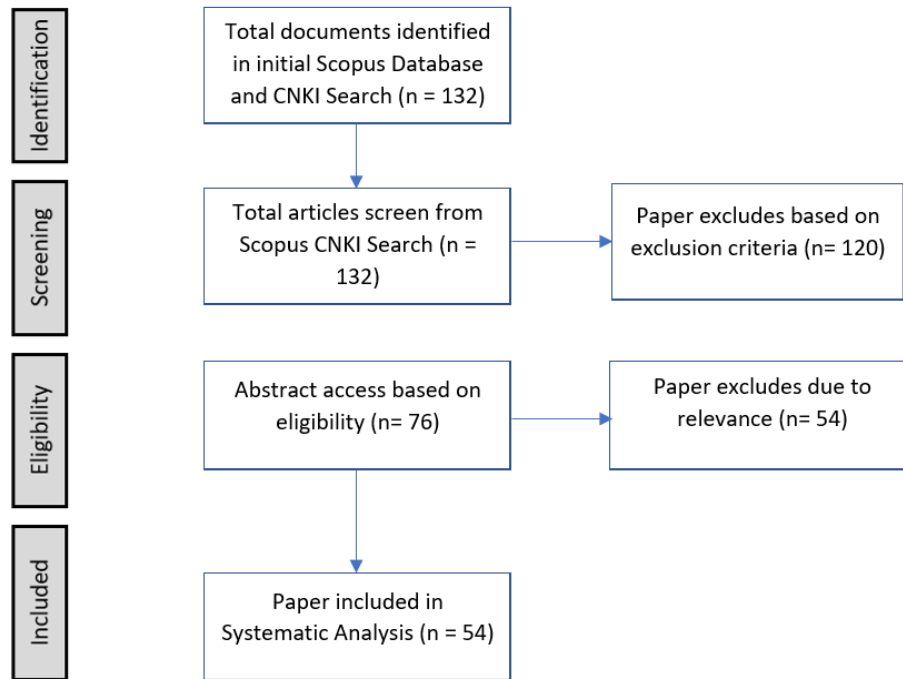 Identification
Total documents identified
in initial Scopus Database
and CNKI Search (n = 132)
Screening
Total articles screen from
Scopus CNKI Search (n =
132)
Paper excludes based on
exclusion criteria (n= 120)
Eligibility
Abstract access based on
eligibility (n= 76)
Paper excludes due to
relevance (n= 54)
Included
Paper included in
Systematic Analysis (n = 54)